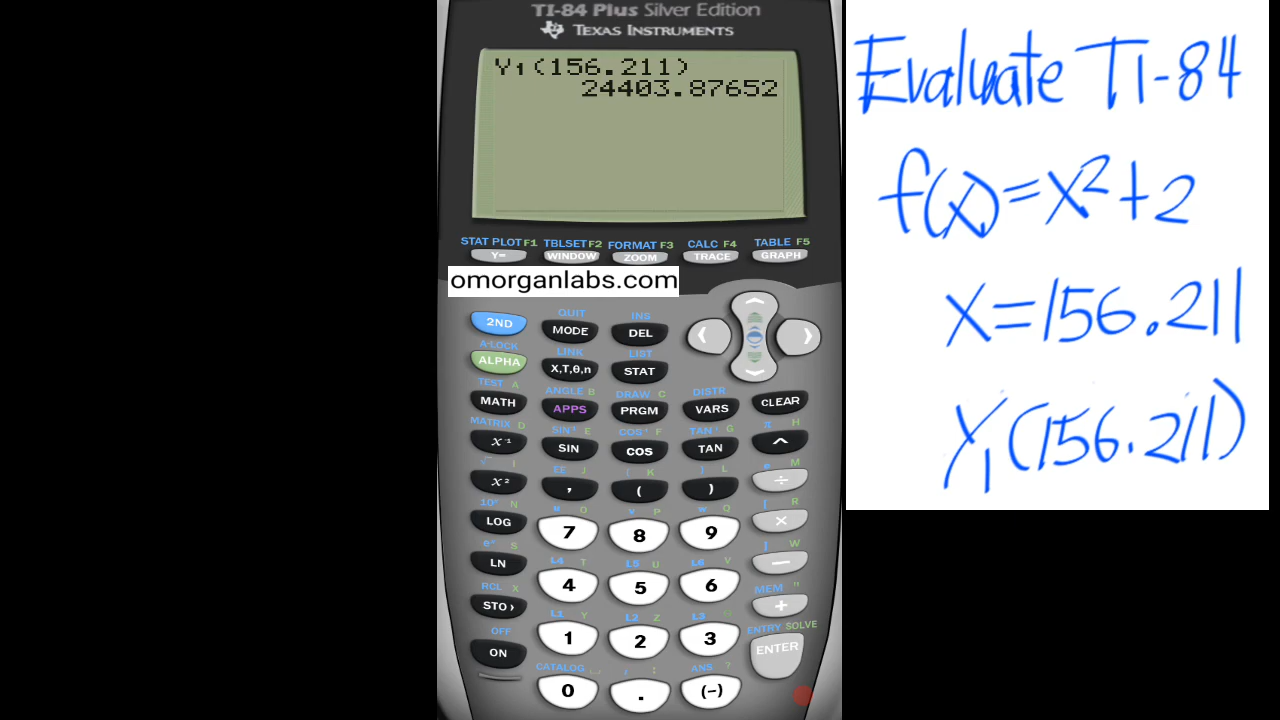 TI-84 Plus Silver Edition
TEXAS INSTRUMENTS
Y₁(156.211)
24403.87652
STAT PLOT F1 TBLSET F2 FORMAT F3 CALC F4 TABLE F5
Y= WINDOW ZOOM TRACE GRAPH
omorganlabs.com
QUIT INS
2ND MODE DEL
A-LOCK LINK LIST
ALPHA X,T,θ,n STAT
TEST A ANGLE B DRAW C DISTR
MATH APPS PRGM VARS CLEAR
MATRIX D SIN⁻¹ E COS⁻¹ F TAN⁻¹ G π H
x⁻¹ SIN COS TAN ^
√ I EE J { K } L e M
x² , ( ) ÷
10ˣ N u O v P w Q [ R
LOG 7 8 9 ×
eˣ S L4 T L5 U L6 V ] W
LN 4 5 6 −
RCL X L1 Y L2 Z L3 MEM "
STO› 1 2 3 +
OFF ENTRY SOLVE
ON ENTER
CATALOG i : ANS ?
0 . (−)
Evaluate TI-84
f(x)=x²+2
x=156.211
Y₁(156.211)